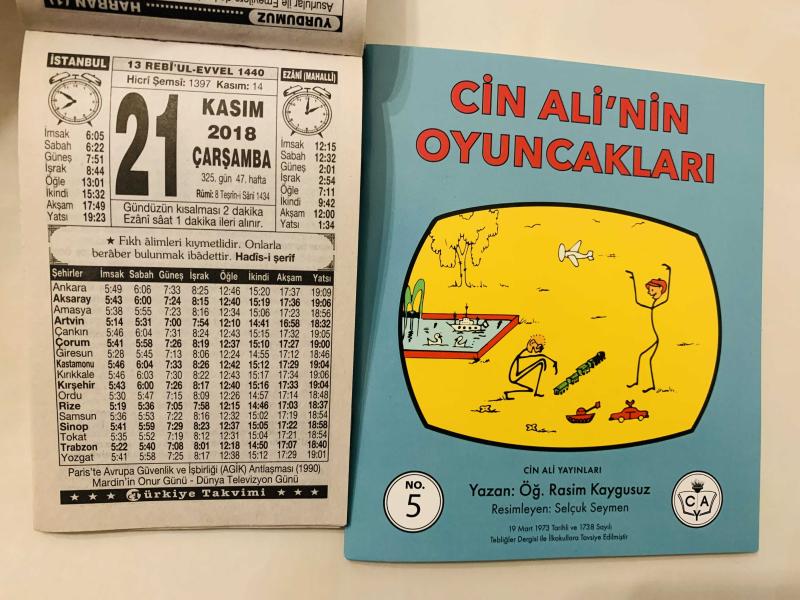 Asurlular ile Emevîlere
YURDUMUZ
HARRAN (1)
İSTANBUL
13 REBÎ'UL-EVVEL 1440
Hicrî Şemsî: 1397 Kasım: 14
EZÂNÎ (MAHALLÎ)
21
KASIM
2018
ÇARŞAMBA
325. gün 47. hafta
Rûmî: 8 Teşrîn-i Sânî 1434
İmsak 6:05
Sabah 6:22
Güneş 7:51
İşrak 8:44
Öğle 13:01
İkindi 15:32
Akşam 17:49
Yatsı 19:23
İmsak 12:15
Sabah 12:32
Güneş 2:01
İşrak 2:54
Öğle 7:11
İkindi 9:42
Akşam 12:00
Yatsı 1:34
Gündüzün kısalması 2 dakika
Ezânî sâat 1 dakika ileri alınır.
★ Fıkh âlimleri kıymetlidir. Onlarla
berâber bulunmak ibâdettir. Hadîs-i şerîf
Şehirler İmsak Sabah Güneş İşrak Öğle İkindi Akşam Yatsı
Ankara 5:49 6:06 7:33 8:25 12:46 15:20 17:37 19:09
Aksaray 5:43 6:00 7:24 8:15 12:40 15:19 17:36 19:06
Amasya 5:38 5:55 7:23 8:16 12:34 15:06 17:23 18:56
Artvin 5:14 5:31 7:00 7:54 12:10 14:41 16:58 18:32
Çankırı 5:46 6:04 7:31 8:24 12:43 15:15 17:32 19:05
Çorum 5:41 5:58 7:26 8:19 12:37 15:10 17:27 19:00
Giresun 5:28 5:45 7:13 8:06 12:24 14:55 17:12 18:46
Kastamonu 5:46 6:04 7:33 8:26 12:42 15:12 17:29 19:04
Kırıkkale 5:46 6:03 7:30 8:22 12:43 15:17 17:34 19:06
Kırşehir 5:43 6:00 7:26 8:17 12:40 15:16 17:33 19:04
Ordu 5:30 5:47 7:15 8:09 12:26 14:57 17:14 18:48
Rize 5:19 5:36 7:05 7:58 12:15 14:46 17:03 18:37
Samsun 5:36 5:53 7:22 8:16 12:32 15:02 17:19 18:54
Sinop 5:41 5:59 7:29 8:23 12:37 15:05 17:22 18:58
Tokat 5:35 5:52 7:19 8:12 12:31 15:04 17:21 18:54
Trabzon 5:22 5:40 7:08 8:01 12:18 14:50 17:07 18:40
Yozgat 5:41 5:58 7:25 8:17 12:38 15:12 17:29 19:01
Paris'te Avrupa Güvenlik ve İşbirliği (AGİK) Antlaşması (1990)
Mardin'in Onur Günü - Dünya Televizyon Günü
Türkiye Takvimi
CİN ALİ'NİN
OYUNCAKLARI
CİN ALİ YAYINLARI
NO.
5
Yazan: Öğ. Rasim Kaygusuz
Resimleyen: Selçuk Seymen
C A
19 Mart 1973 Tarihli ve 1738 Sayılı
Tebliğler Dergisi ile İlkokullara Tavsiye Edilmiştir